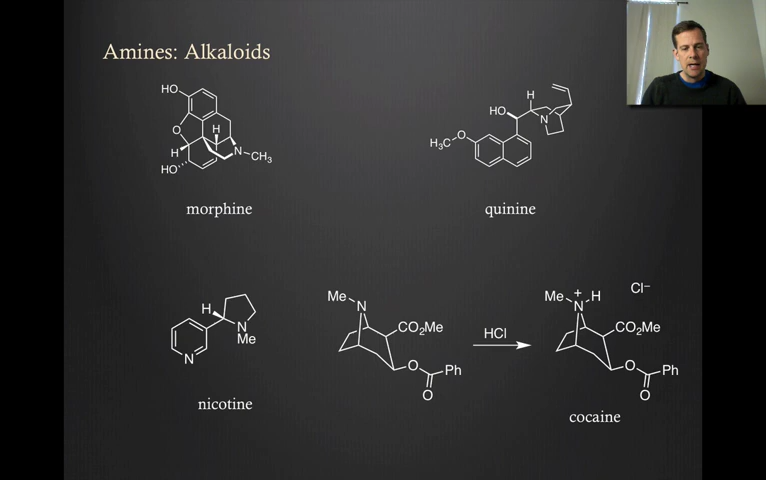 Amines: Alkaloids
HO
O
H
H
N
CH₃
HO
morphine
H
HO
N
O
H₃C
quinine
H
N
Me
N
nicotine
Me
N
CO₂Me
O
Ph
O
HCl
Me
+
N
H
Cl⁻
CO₂Me
O
Ph
O
cocaine